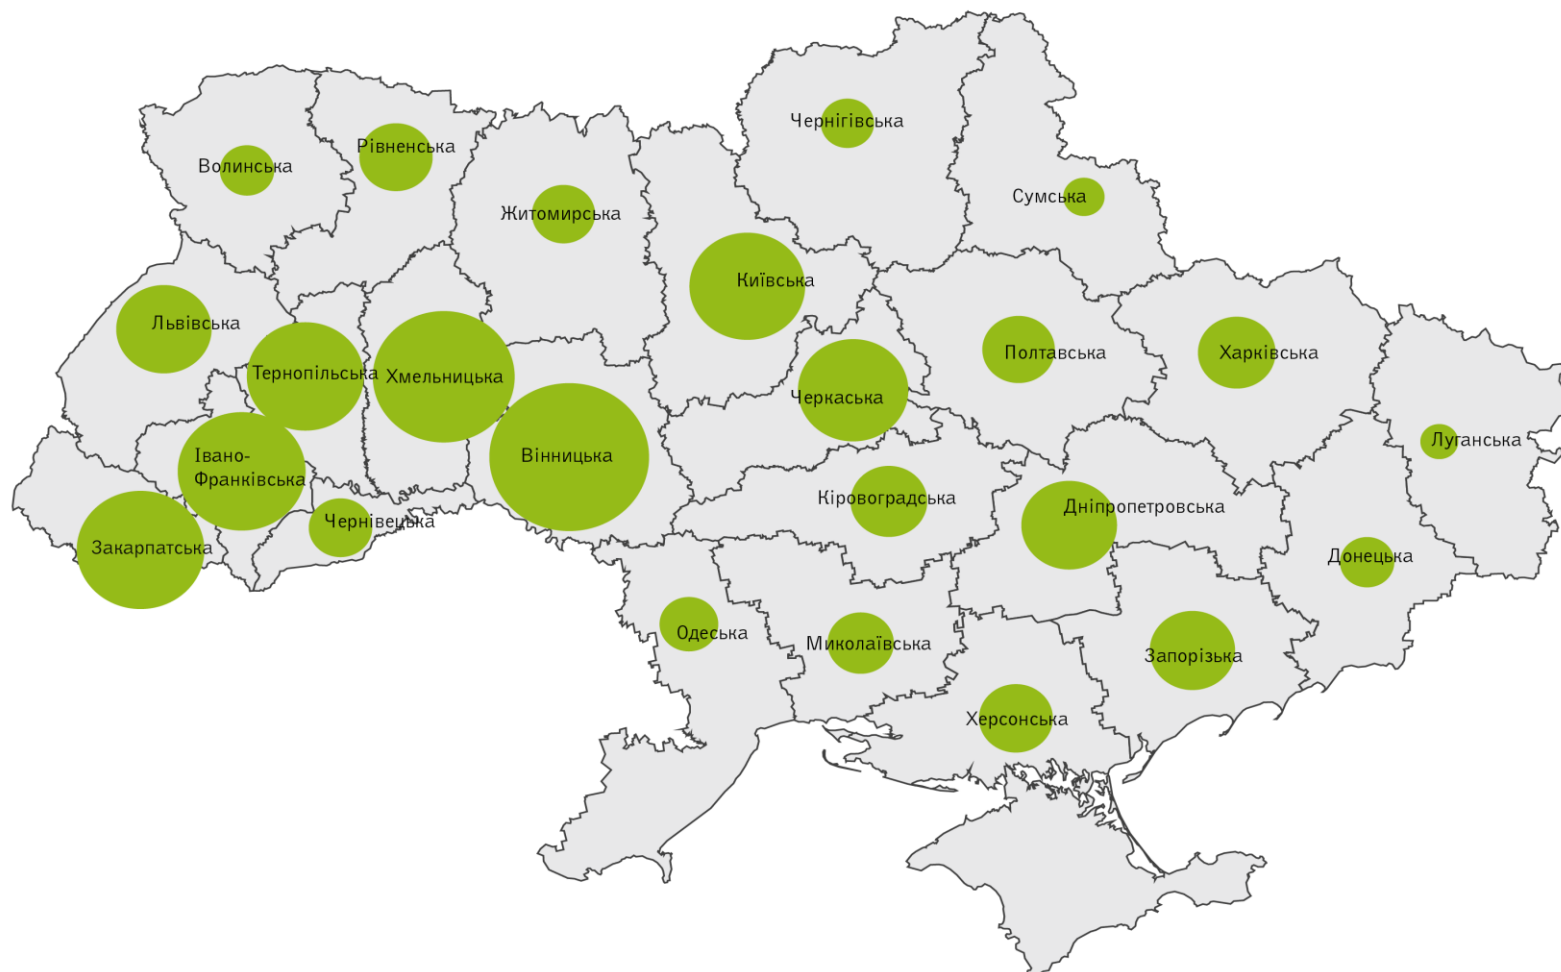 Чернігівська
Рівненська
Волинська
Сумська
Житомирська
Київська
Львівська
Полтавська
Харківська
Тернопільська
Хмельницька
Черкаська
Луганська
Вінницька
Івано-
Франківська
Кіровоградська
Дніпропетровська
Чернівецька
Закарпатська
Донецька
Одеська
Миколаївська
Запорізька
Херсонська